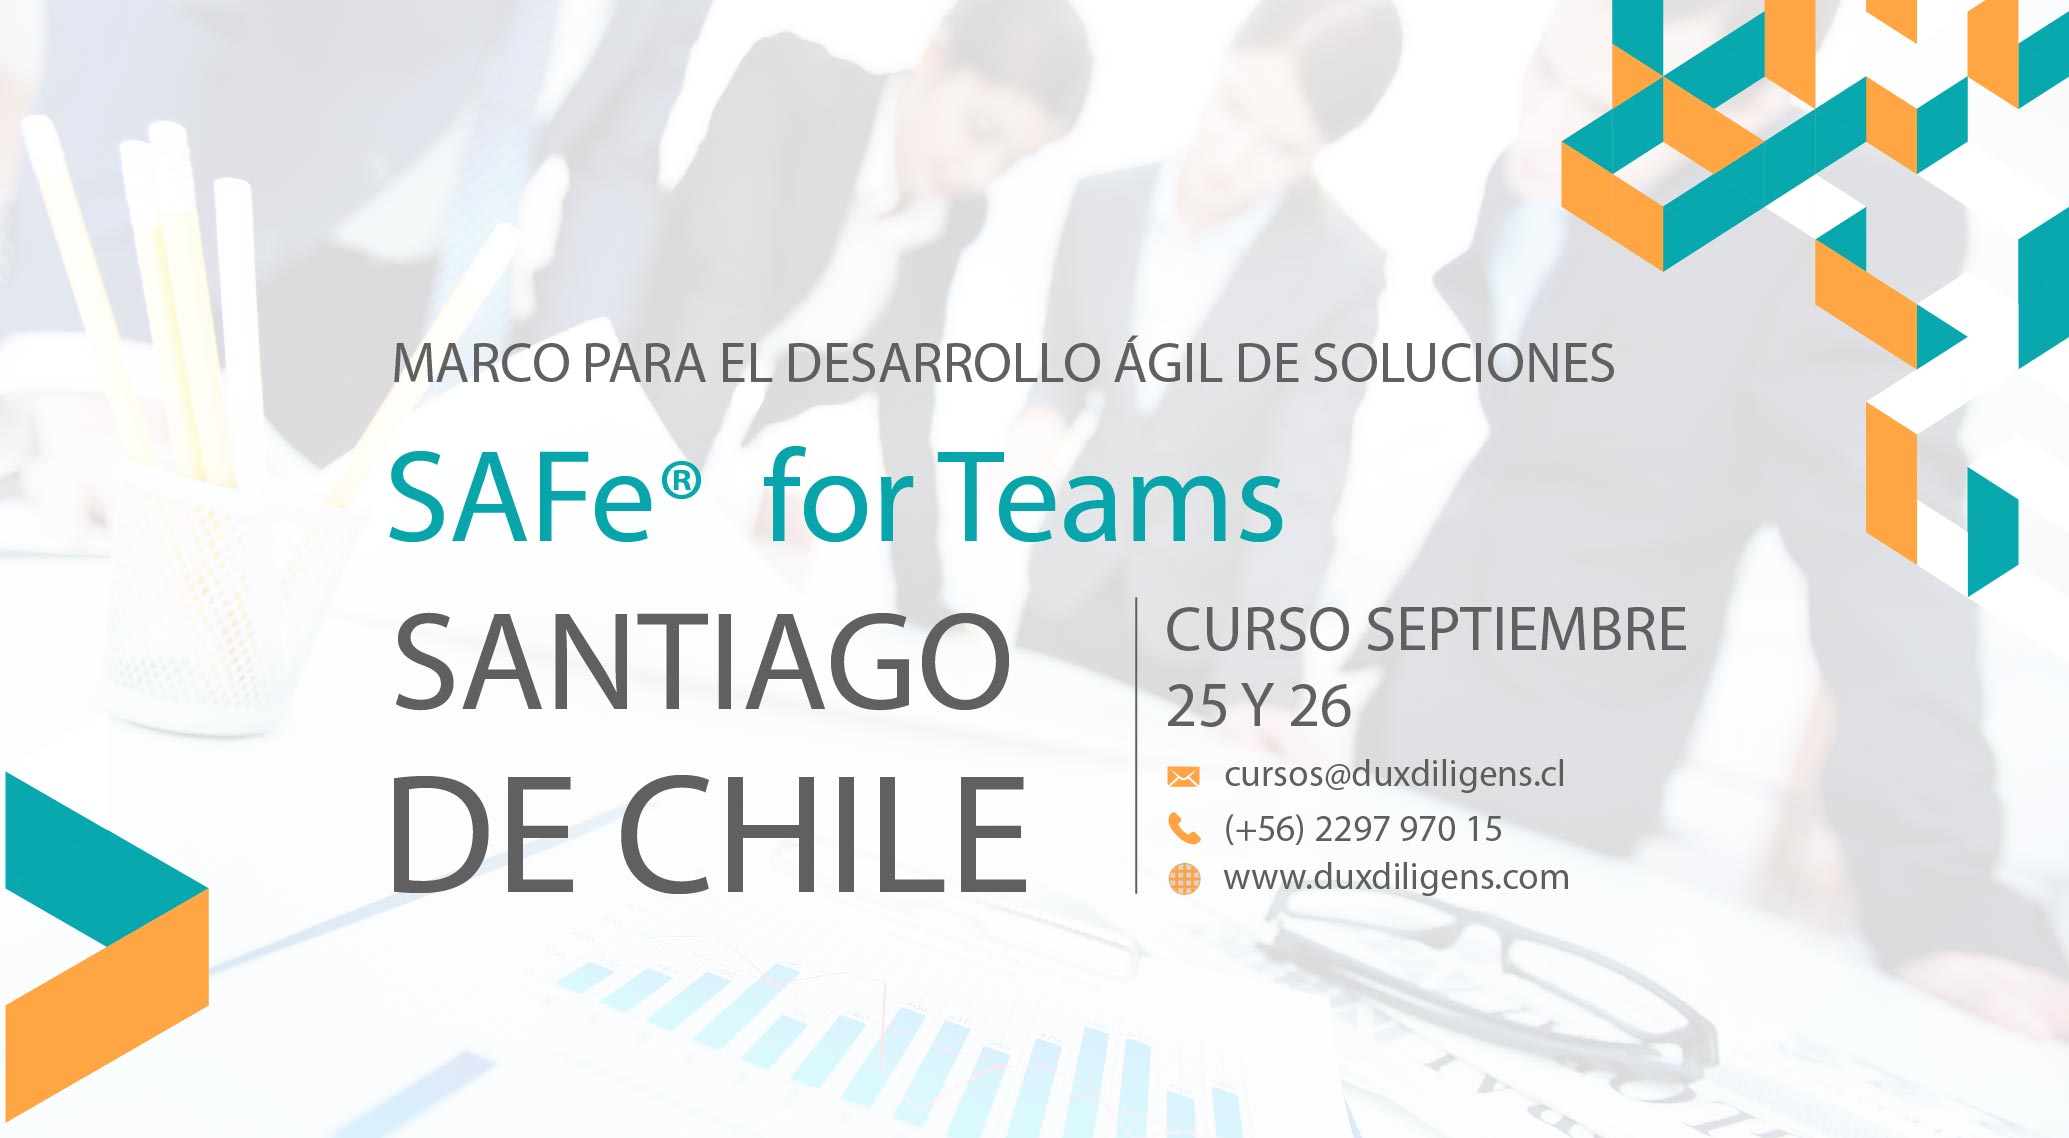 MARCO PARA EL DESARROLLO ÁGIL DE SOLUCIONES
SAFe® for Teams
SANTIAGO
DE CHILE
CURSO SEPTIEMBRE
25 Y 26
cursos@duxdiligens.cl
(+56) 2297 970 15
www.duxdiligens.com